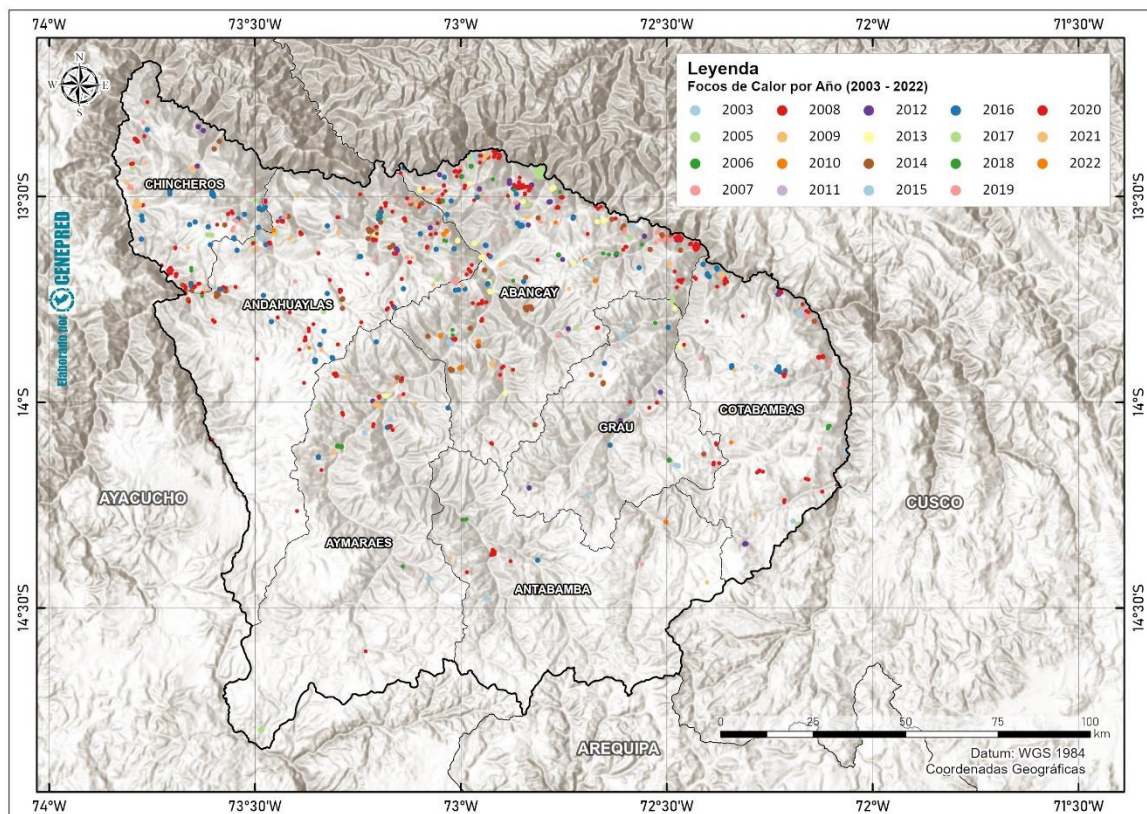 74°W 73°30'W 73°W 72°30'W 72°W 71°30'W
N
W E
S
Leyenda
Focos de Calor por Año (2003 - 2022)
2003 2008 2012 2016 2020
2005 2009 2013 2017 2021
2006 2010 2014 2018 2022
2007 2011 2015 2019
13°30'S 13°30'S
CHINCHEROS
Elaborado por CENEPRED
ANDAHUAYLAS
ABANCAY
14°S 14°S
COTABAMBAS
GRAU
AYACUCHO
CUSCO
AYMARAES
ANTABAMBA
14°30'S 14°30'S
0 25 50 75 100
km
AREQUIPA
Datum: WGS 1984
Coordenadas Geográficas
74°W 73°30'W 73°W 72°30'W 72°W 71°30'W